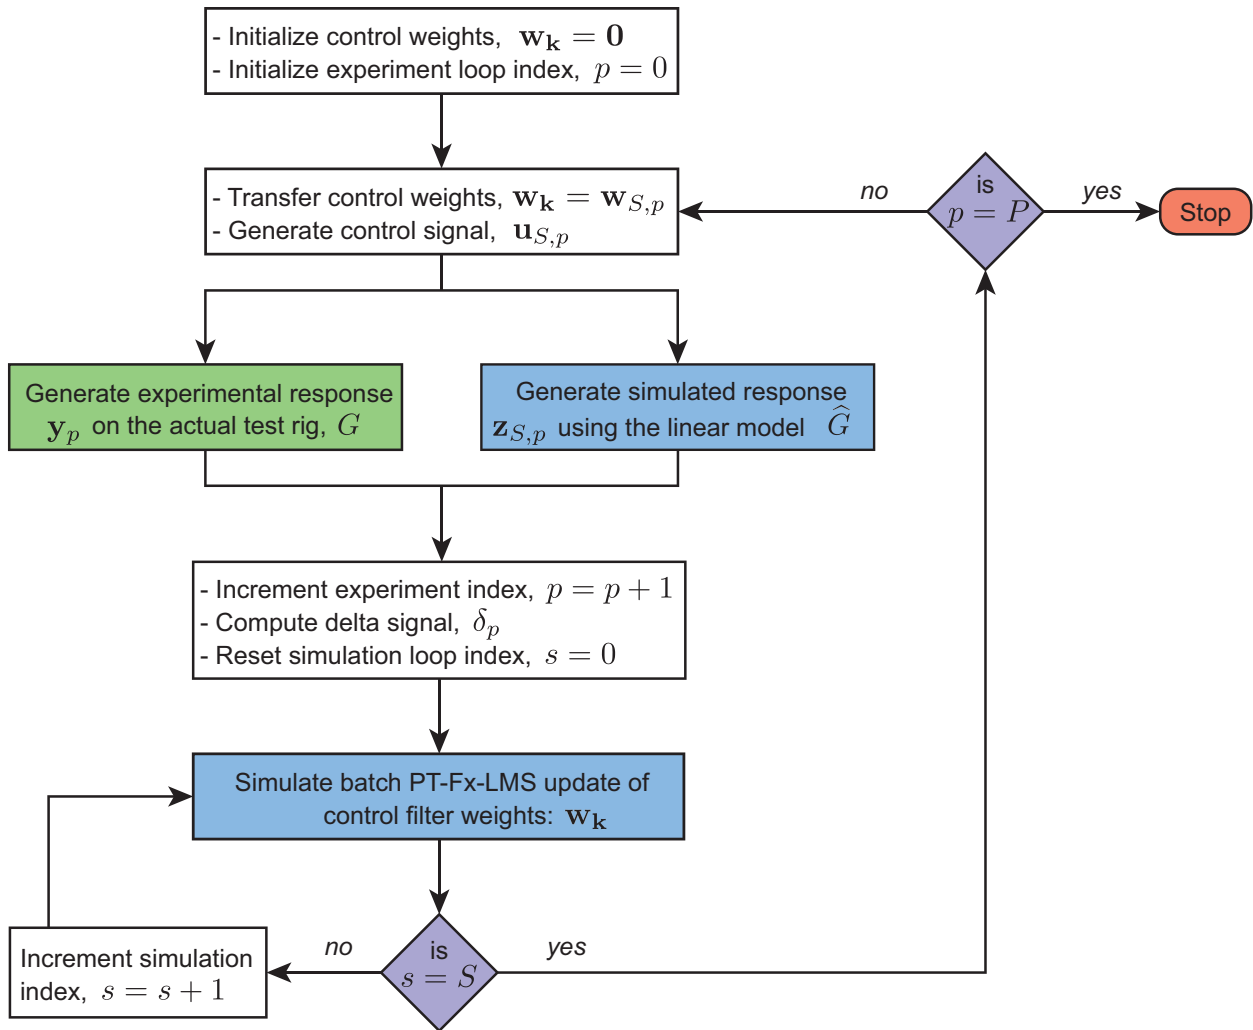 - Initialize control weights, w_k = 0
- Initialize experiment loop index, p = 0
- Transfer control weights, w_k = w_{S,p}
- Generate control signal, u_{S,p}
no
is
p = P
yes
Stop
Generate experimental response
y_p on the actual test rig, G
Generate simulated response
z_{S,p} using the linear model Ĝ
- Increment experiment index, p = p + 1
- Compute delta signal, δ_p
- Reset simulation loop index, s = 0
Simulate batch PT-Fx-LMS update of
control filter weights: w_k
Increment simulation
index, s = s + 1
no
is
s = S
yes